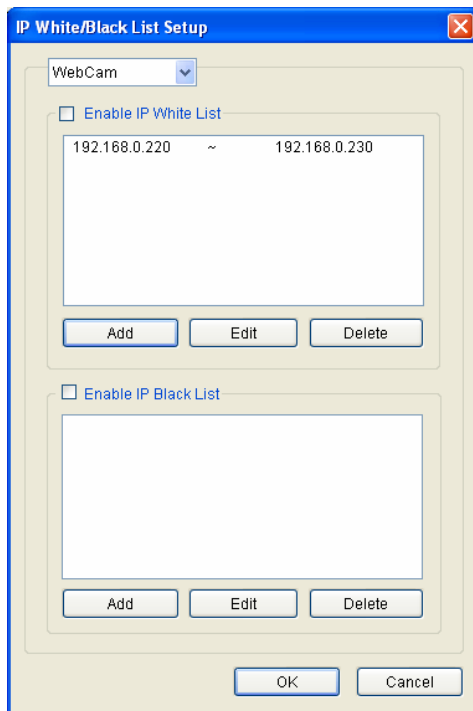 IP White/Black List Setup
WebCam
Enable IP White List
192.168.0.220 ~ 192.168.0.230
Add Edit Delete
Enable IP Black List
Add Edit Delete
OK Cancel